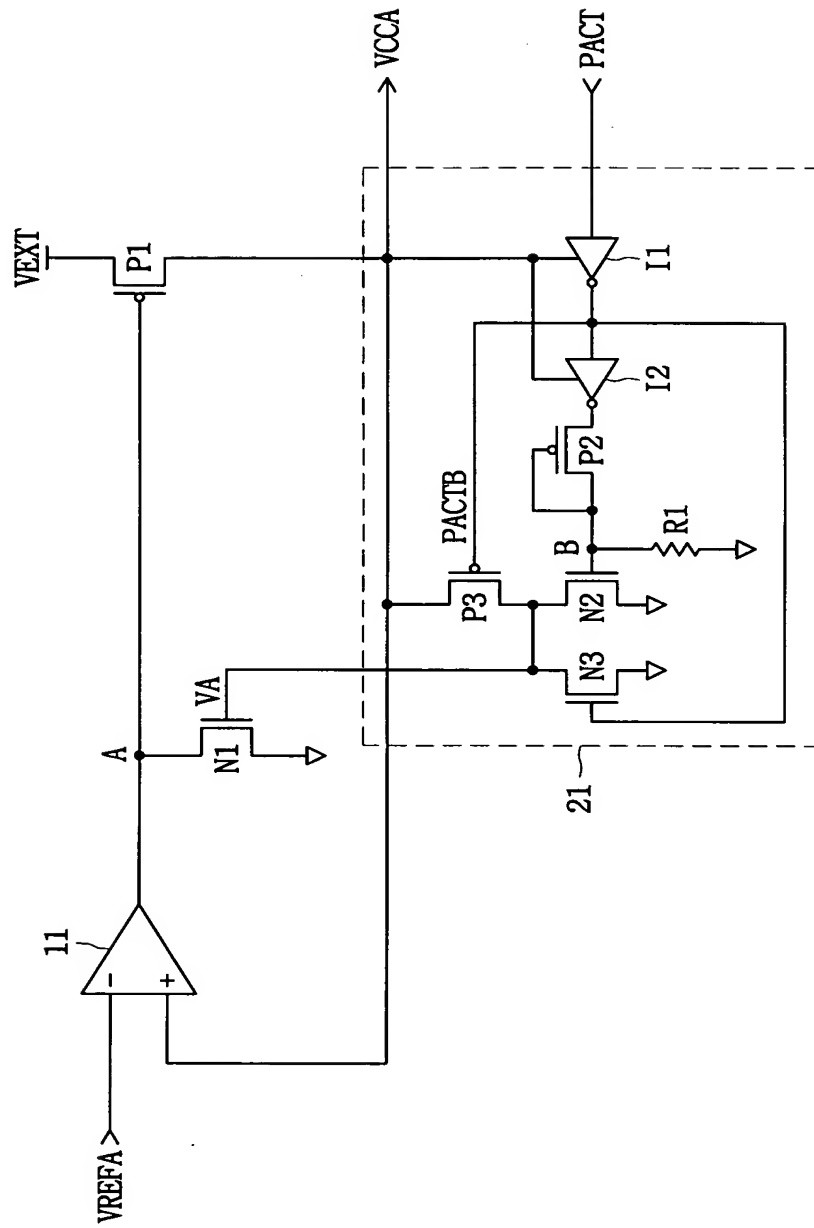 VEXT
P1
VCCA
PACT
A
VA
N1
11
-
+
VREFA
PACTB
P3
I1
I2
P2
B
R1
N2
N3
21